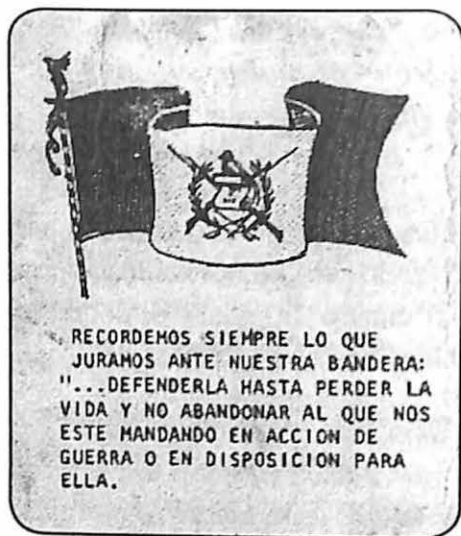 RECORDEMOS SIEMPRE LO QUE
JURAMOS ANTE NUESTRA BANDERA:
"...DEFENDERLA HASTA PERDER LA
VIDA Y NO ABANDONAR AL QUE NOS
ESTE MANDANDO EN ACCION DE
GUERRA O EN DISPOSICION PARA
ELLA.